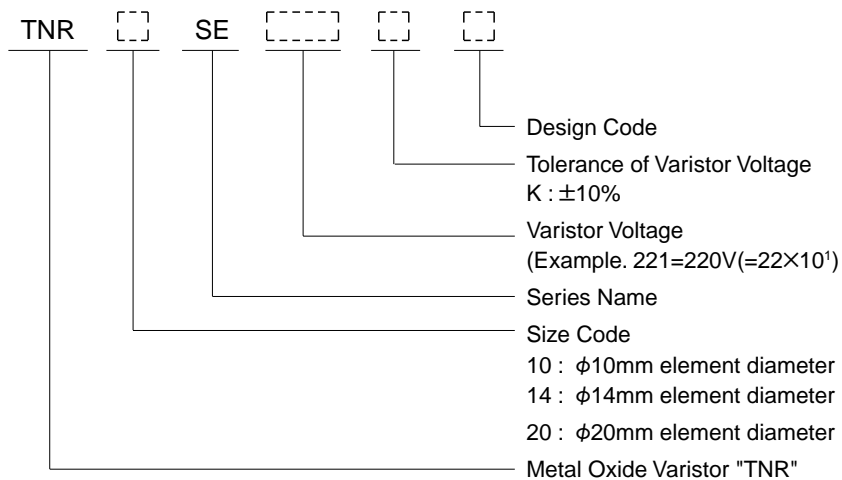 TNR SE
Design Code
Tolerance of Varistor Voltage
K : ±10%
Varistor Voltage
(Example. 221=220V(=22×10¹)
Series Name
Size Code
10 : ϕ10mm element diameter
14 : ϕ14mm element diameter
20 : ϕ20mm element diameter
Metal Oxide Varistor "TNR"